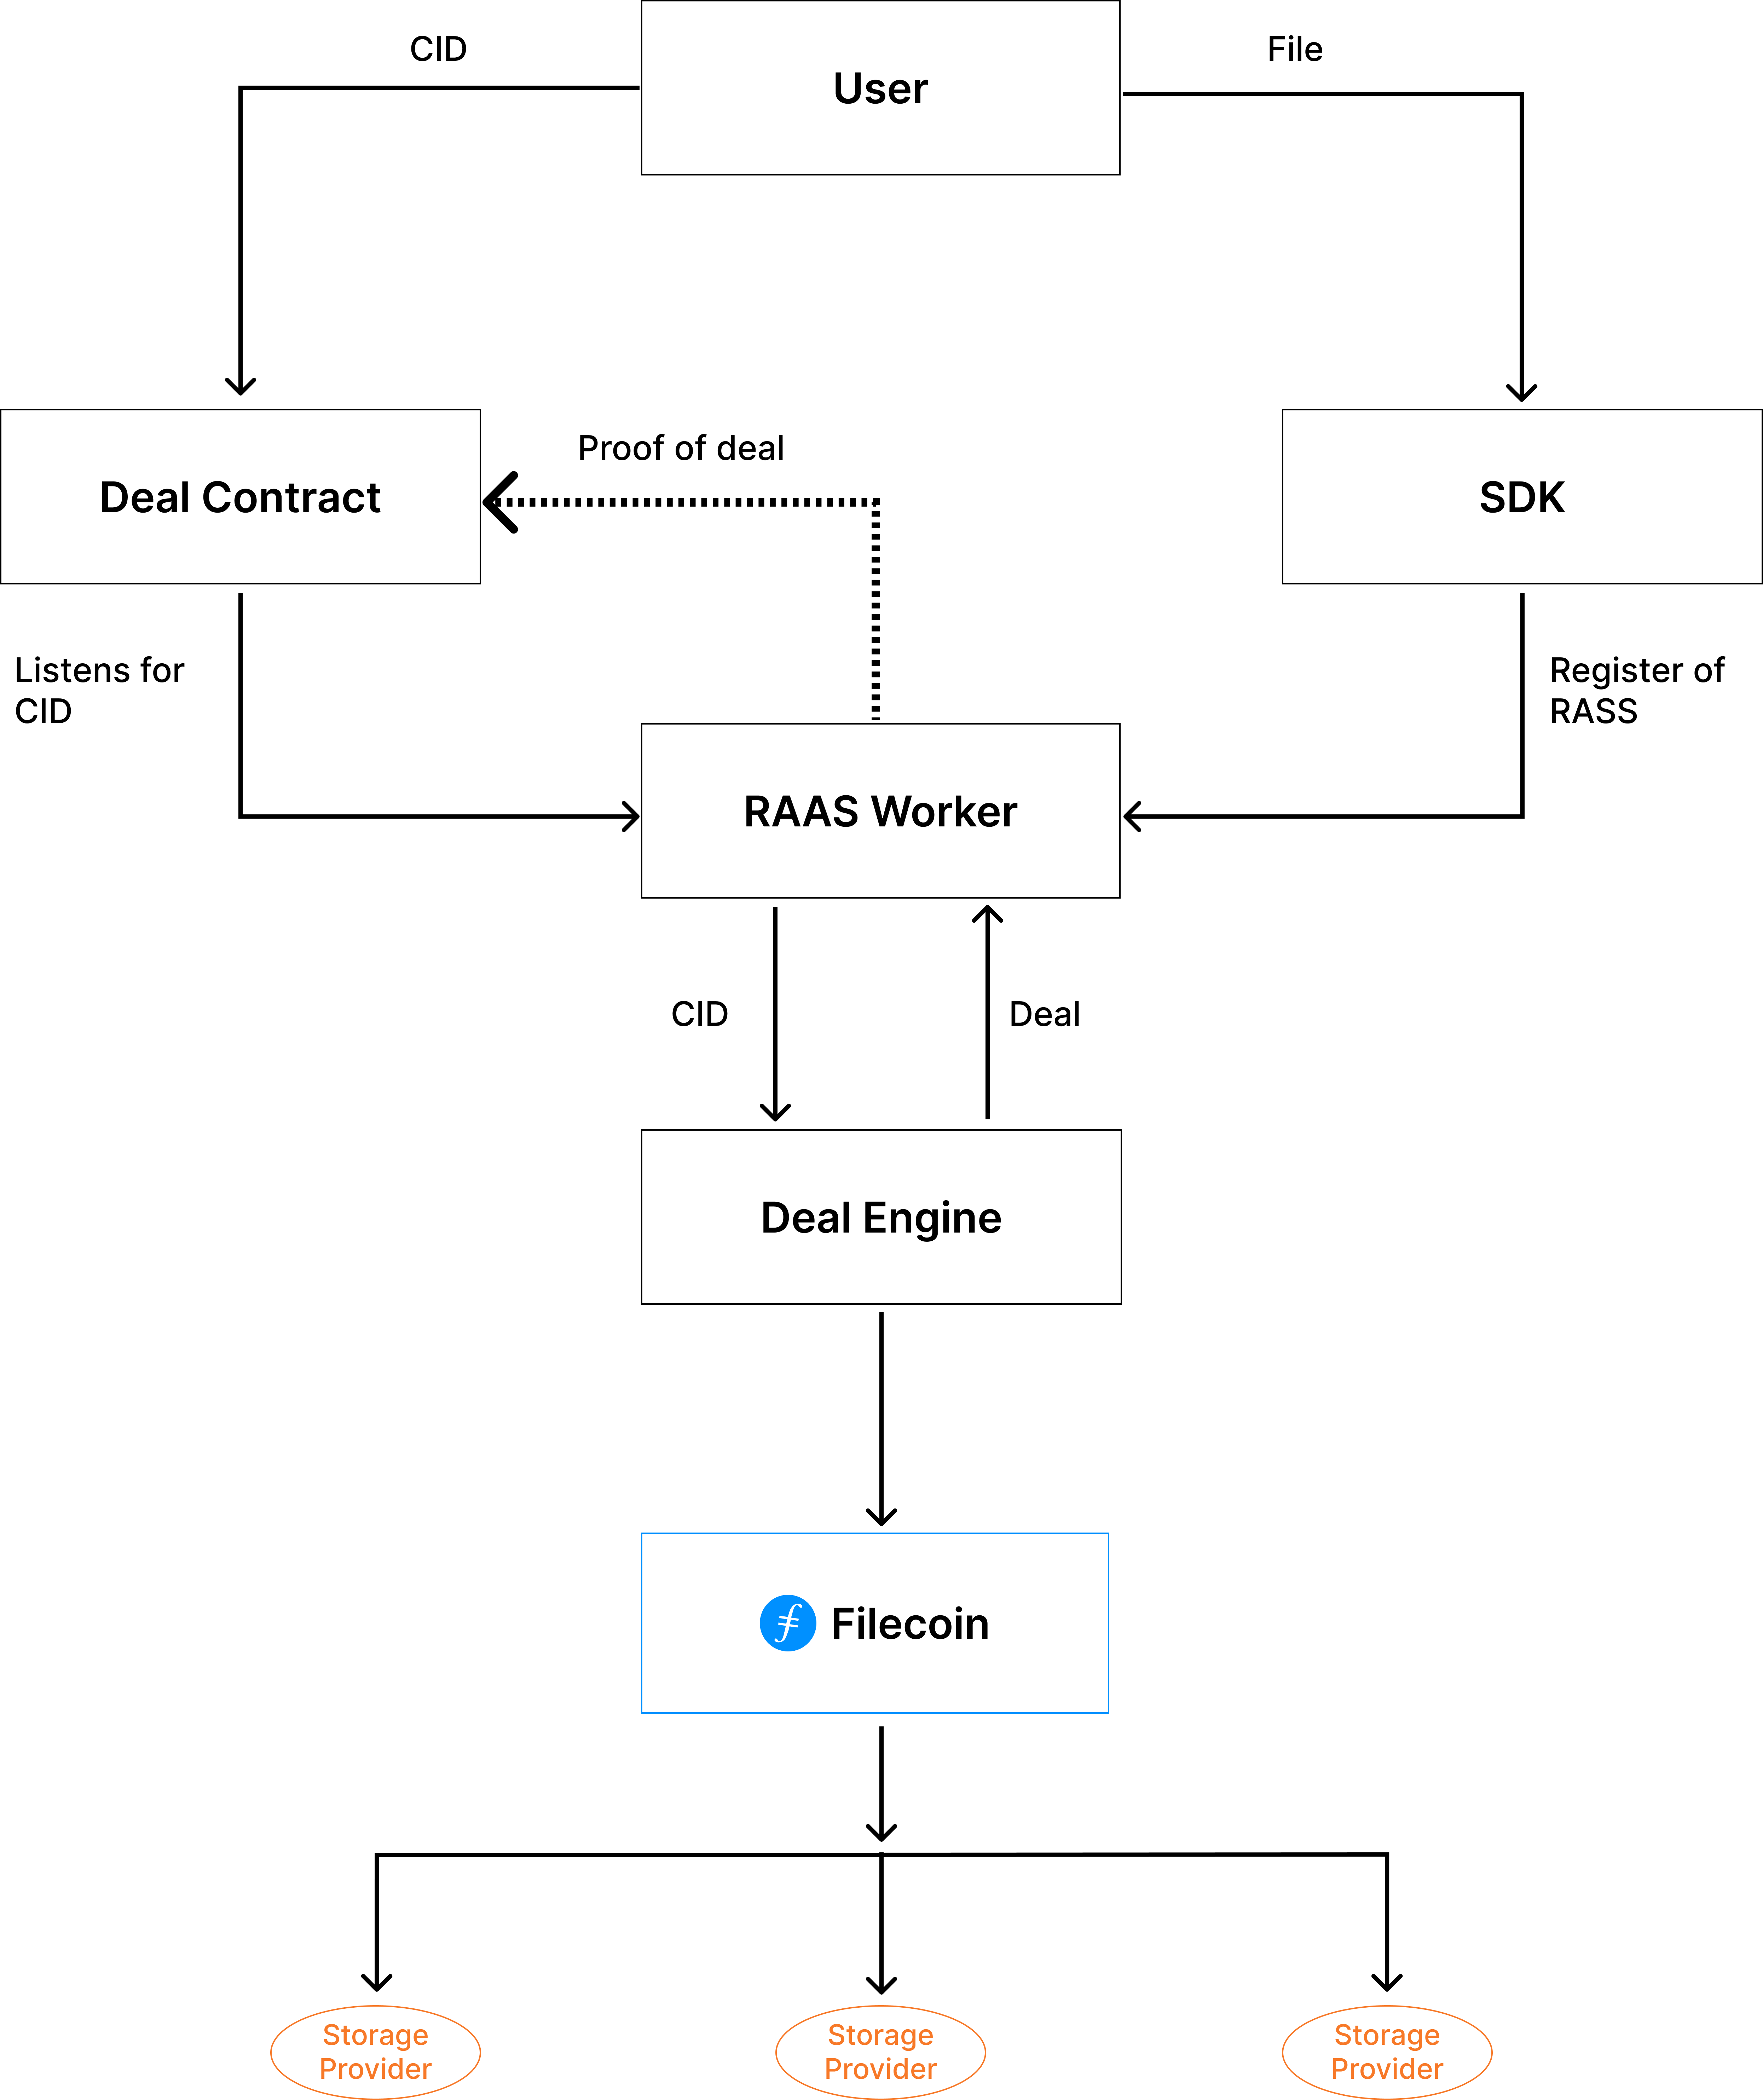 CID
File
User
Deal Contract
Proof of deal
SDK
Listens for
CID
Register of
RASS
RAAS Worker
CID
Deal
Deal Engine
Filecoin
Storage
Provider
Storage
Provider
Storage
Provider